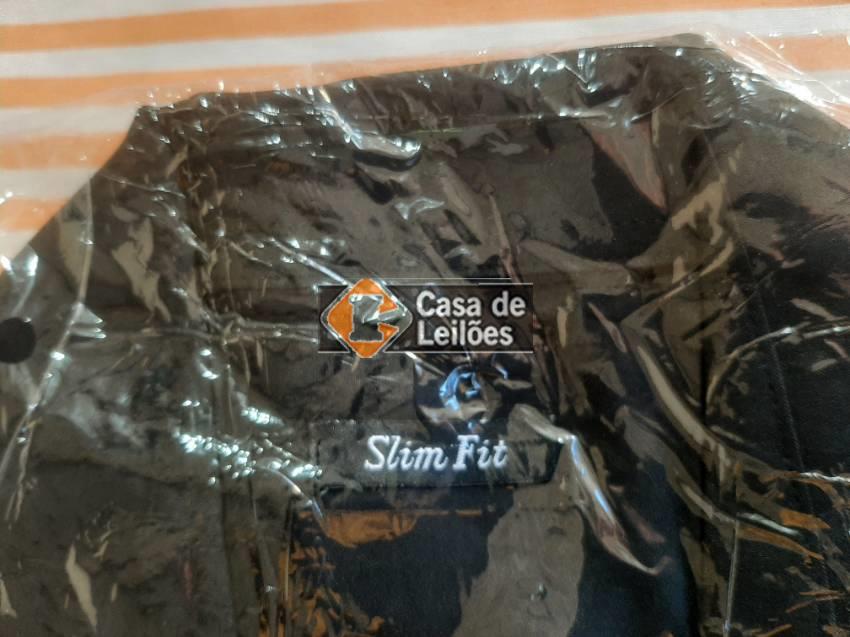 Casa de
Leilões
Slim Fit